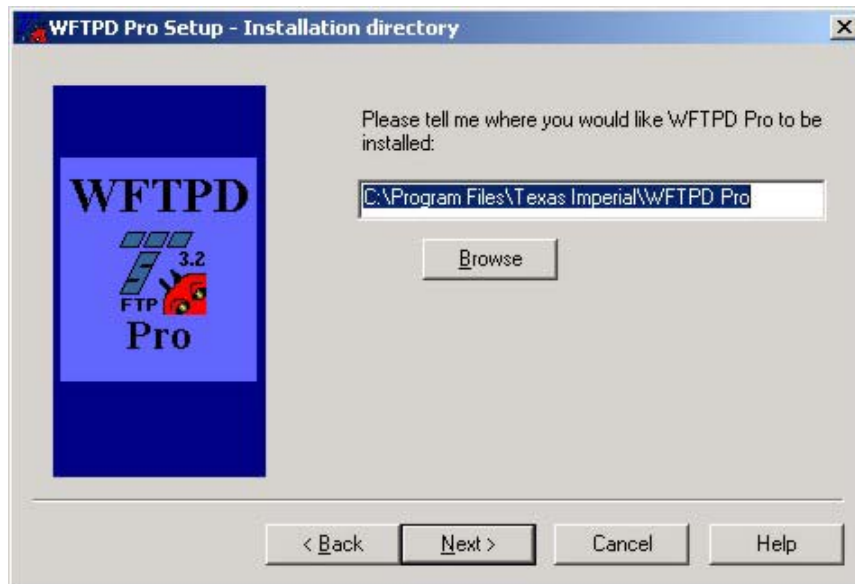 WFTPD Pro Setup - Installation directory
WFTPD
3.2
FTP
Pro
Please tell me where you would like WFTPD Pro to be
installed:
C:\Program Files\Texas Imperial\WFTPD Pro
Browse
< Back
Next >
Cancel
Help